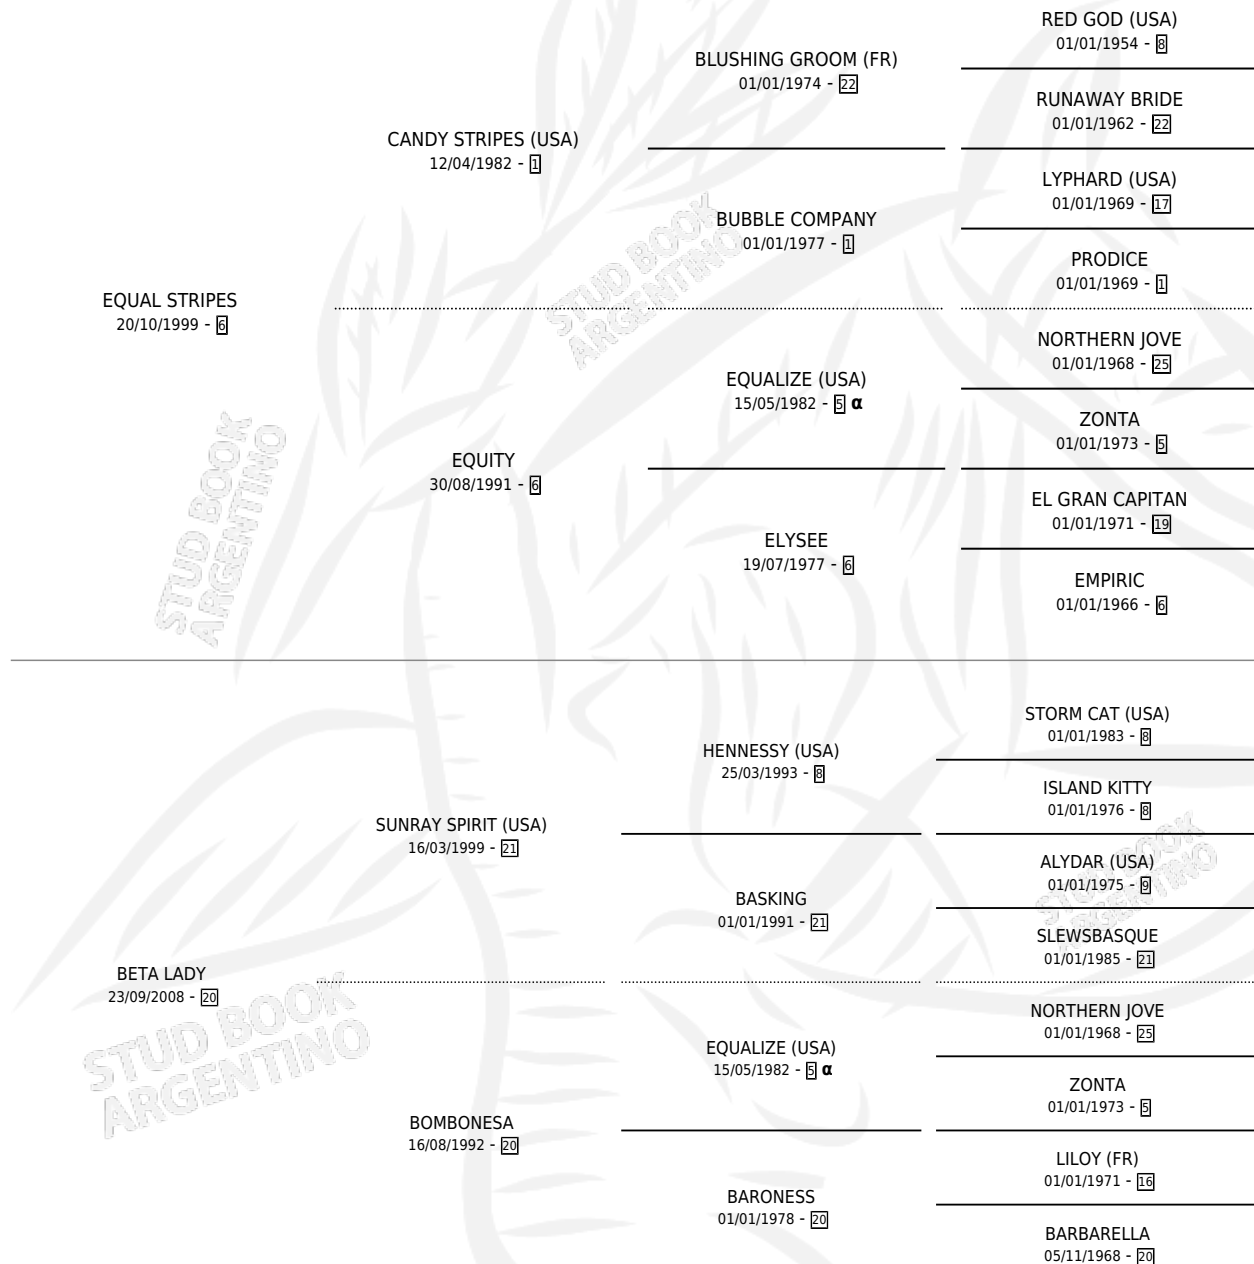 RED GOD (USA)
01/01/1954 - 8
BLUSHING GROOM (FR)
01/01/1974 - 22
RUNAWAY BRIDE
01/01/1962 - 22
CANDY STRIPES (USA)
12/04/1982 - 1
LYPHARD (USA)
01/01/1969 - 17
BUBBLE COMPANY
01/01/1977 - 1
PRODICE
01/01/1969 - 1
STUD BOOK
ARGENTINO
EQUAL STRIPES
20/10/1999 - 6
NORTHERN JOVE
01/01/1968 - 25
EQUALIZE (USA)
15/05/1982 - 5 α
ZONTA
01/01/1973 - 5
EQUITY
30/08/1991 - 6
EL GRAN CAPITAN
01/01/1971 - 19
ELYSEE
19/07/1977 - 6
EMPIRIC
01/01/1966 - 6
STUD BOOK
ARGENTINO
STORM CAT (USA)
01/01/1983 - 8
HENNESSY (USA)
25/03/1993 - 8
ISLAND KITTY
01/01/1976 - 8
SUNRAY SPIRIT (USA)
16/03/1999 - 21
ALYDAR (USA)
01/01/1975 - 9
BASKING
01/01/1991 - 21
SLEWSBASQUE
01/01/1985 - 21
STUD BOOK
ARGENTINO
BETA LADY
23/09/2008 - 20
NORTHERN JOVE
01/01/1968 - 25
EQUALIZE (USA)
15/05/1982 - 5 α
ZONTA
01/01/1973 - 5
STUD BOOK
ARGENTINO
BOMBONESA
16/08/1992 - 20
LILOY (FR)
01/01/1971 - 16
BARONESS
01/01/1978 - 20
BARBARELLA
05/11/1968 - 20